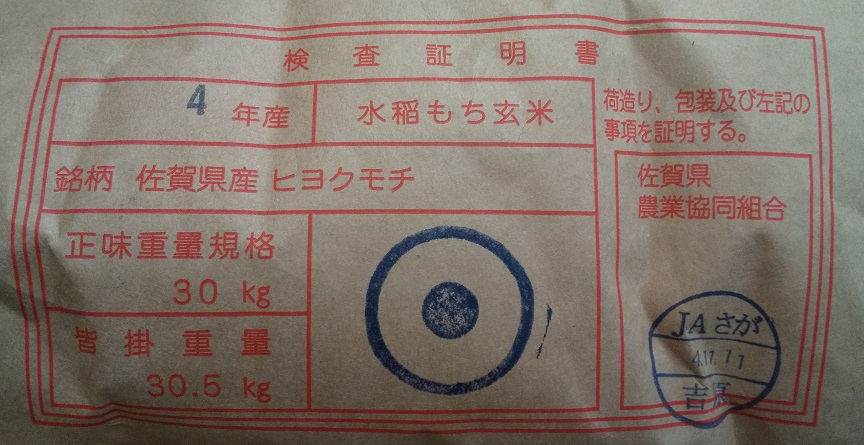 検査証明書
4年産
水稲もち玄米
荷造り、包装及び左記の
事項を証明する。
銘柄 佐賀県産 ヒヨクモチ
佐賀県
農業協同組合
正味重量規格
30 kg
皆掛重量
30.5 kg
JAさが
4.11.11